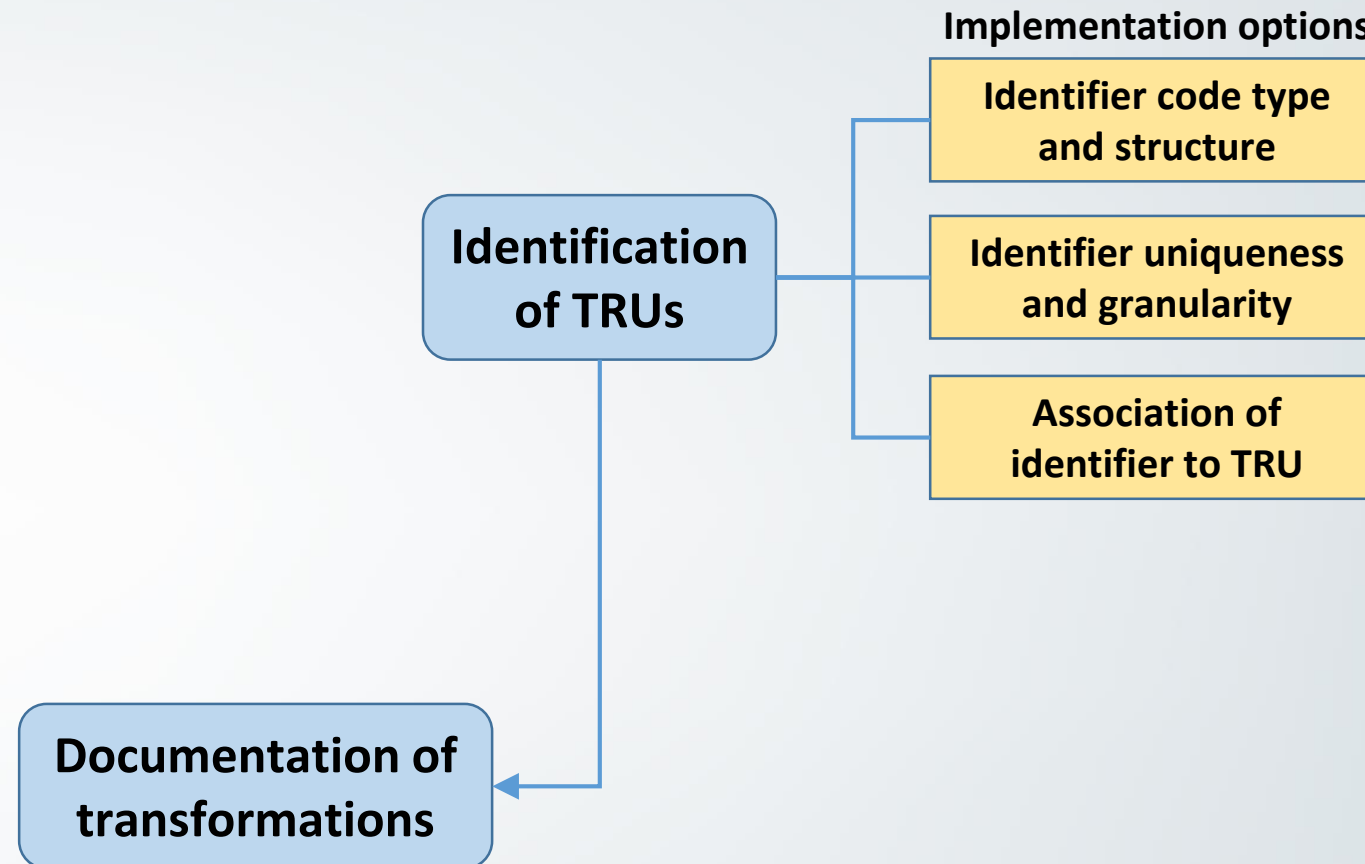 Implementation options
Identifier code type
and structure
Identification
of TRUs
Identifier uniqueness
and granularity
Association of
identifier to TRU
Documentation of
transformations